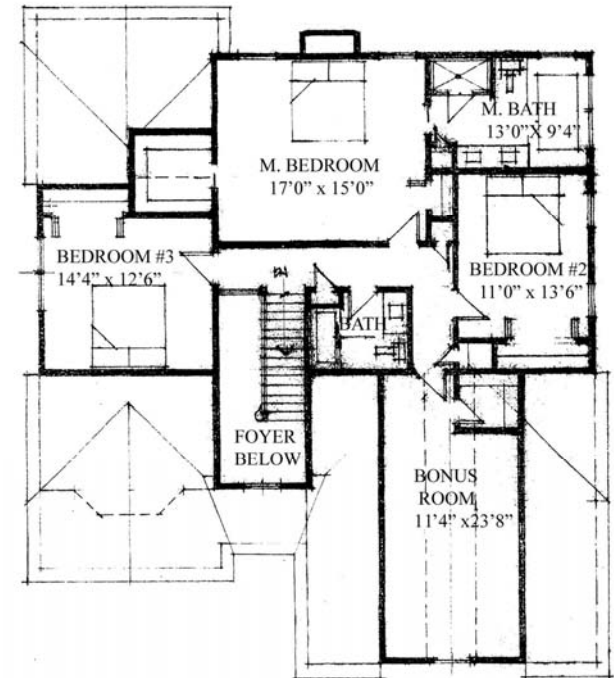 M. BATH
13’0”X 9’4”
M. BEDROOM
17’0” x 15’0”
BEDROOM #3
14’4” x 12’6”
BEDROOM #2
11’0” x 13’6”
BATH
FOYER
BELOW
BONUS
ROOM
11’4” x23’8”